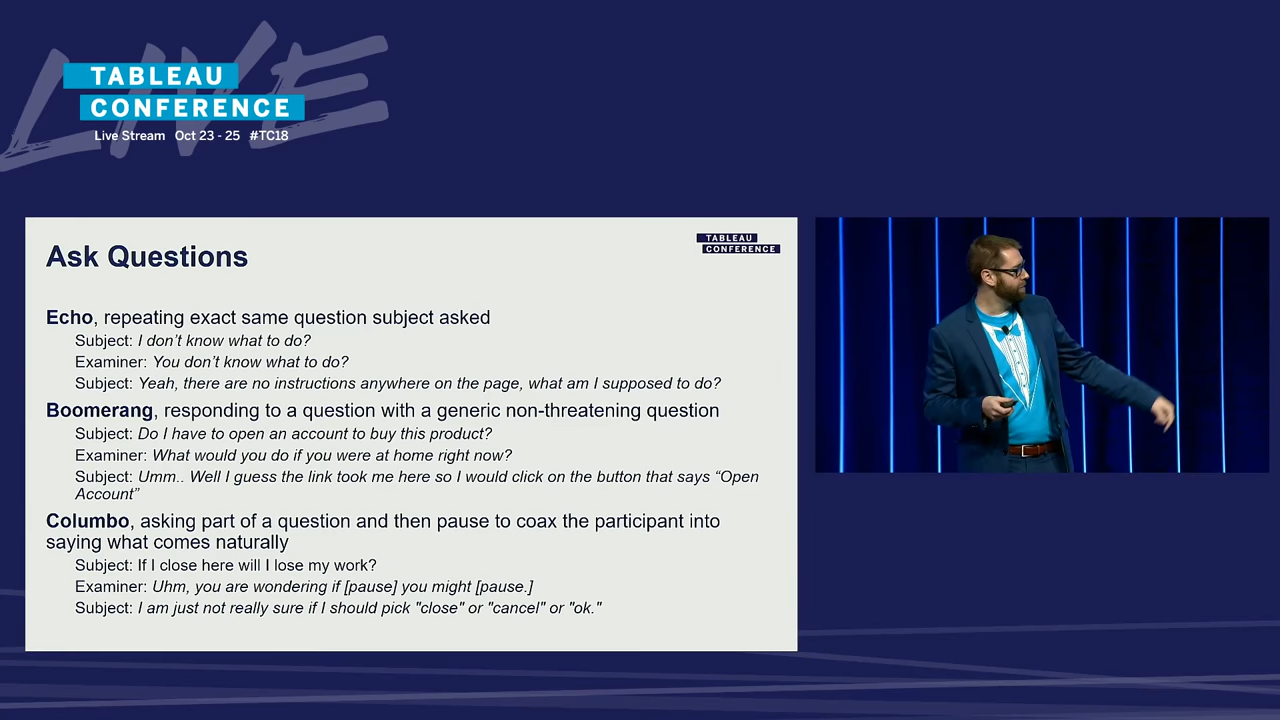 LIVE
TABLEAU
CONFERENCE
Live Stream Oct 23 - 25 #TC18
TABLEAU
CONFERENCE
Ask Questions
Echo, repeating exact same question subject asked
Subject: I don’t know what to do?
Examiner: You don’t know what to do?
Subject: Yeah, there are no instructions anywhere on the page, what am I supposed to do?
Boomerang, responding to a question with a generic non-threatening question
Subject: Do I have to open an account to buy this product?
Examiner: What would you do if you were at home right now?
Subject: Umm.. Well I guess the link took me here so I would click on the button that says “Open
Account”
Columbo, asking part of a question and then pause to coax the participant into
saying what comes naturally
Subject: If I close here will I lose my work?
Examiner: Uhm, you are wondering if [pause] you might [pause.]
Subject: I am just not really sure if I should pick "close" or "cancel" or "ok."